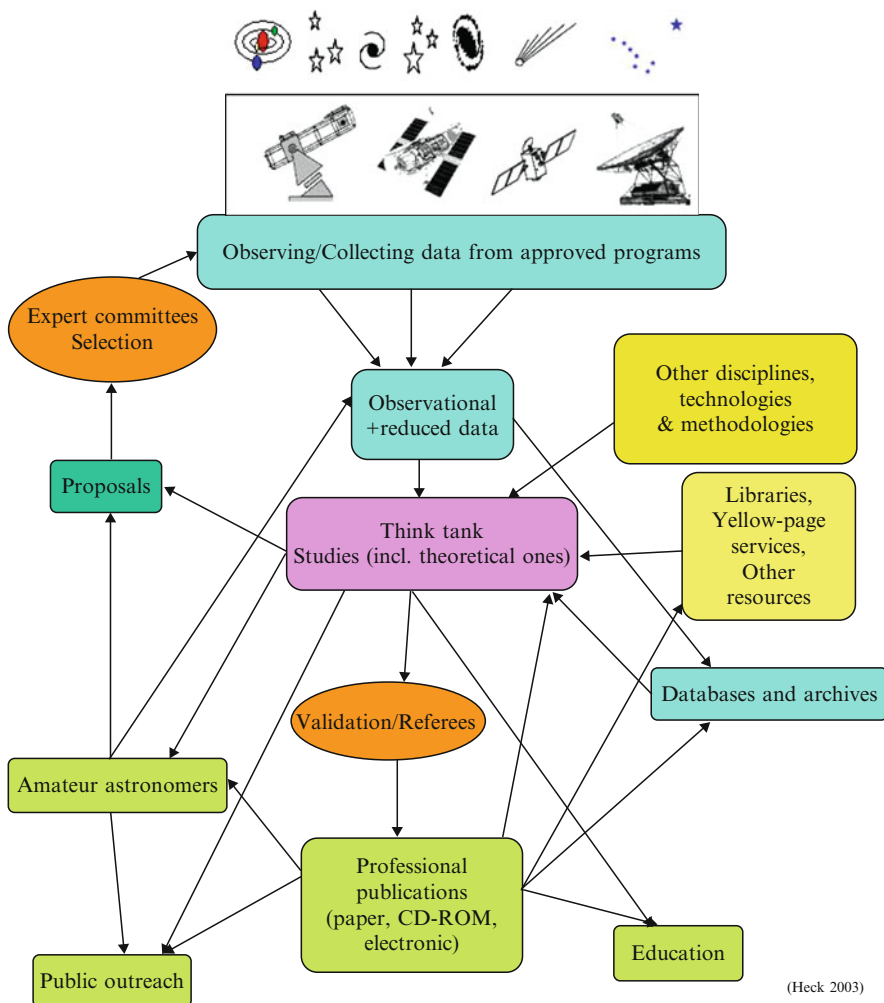 Observing/Collecting data from approved programs
Expert committees
Selection
Observational
+reduced data
Other disciplines,
technologies
& methodologies
Proposals
Think tank
Studies (incl. theoretical ones)
Libraries,
Yellow-page
services,
Other
resources
Validation/Referees
Databases and archives
Amateur astronomers
Professional
publications
(paper, CD-ROM,
electronic)
Education
Public outreach
(Heck 2003)